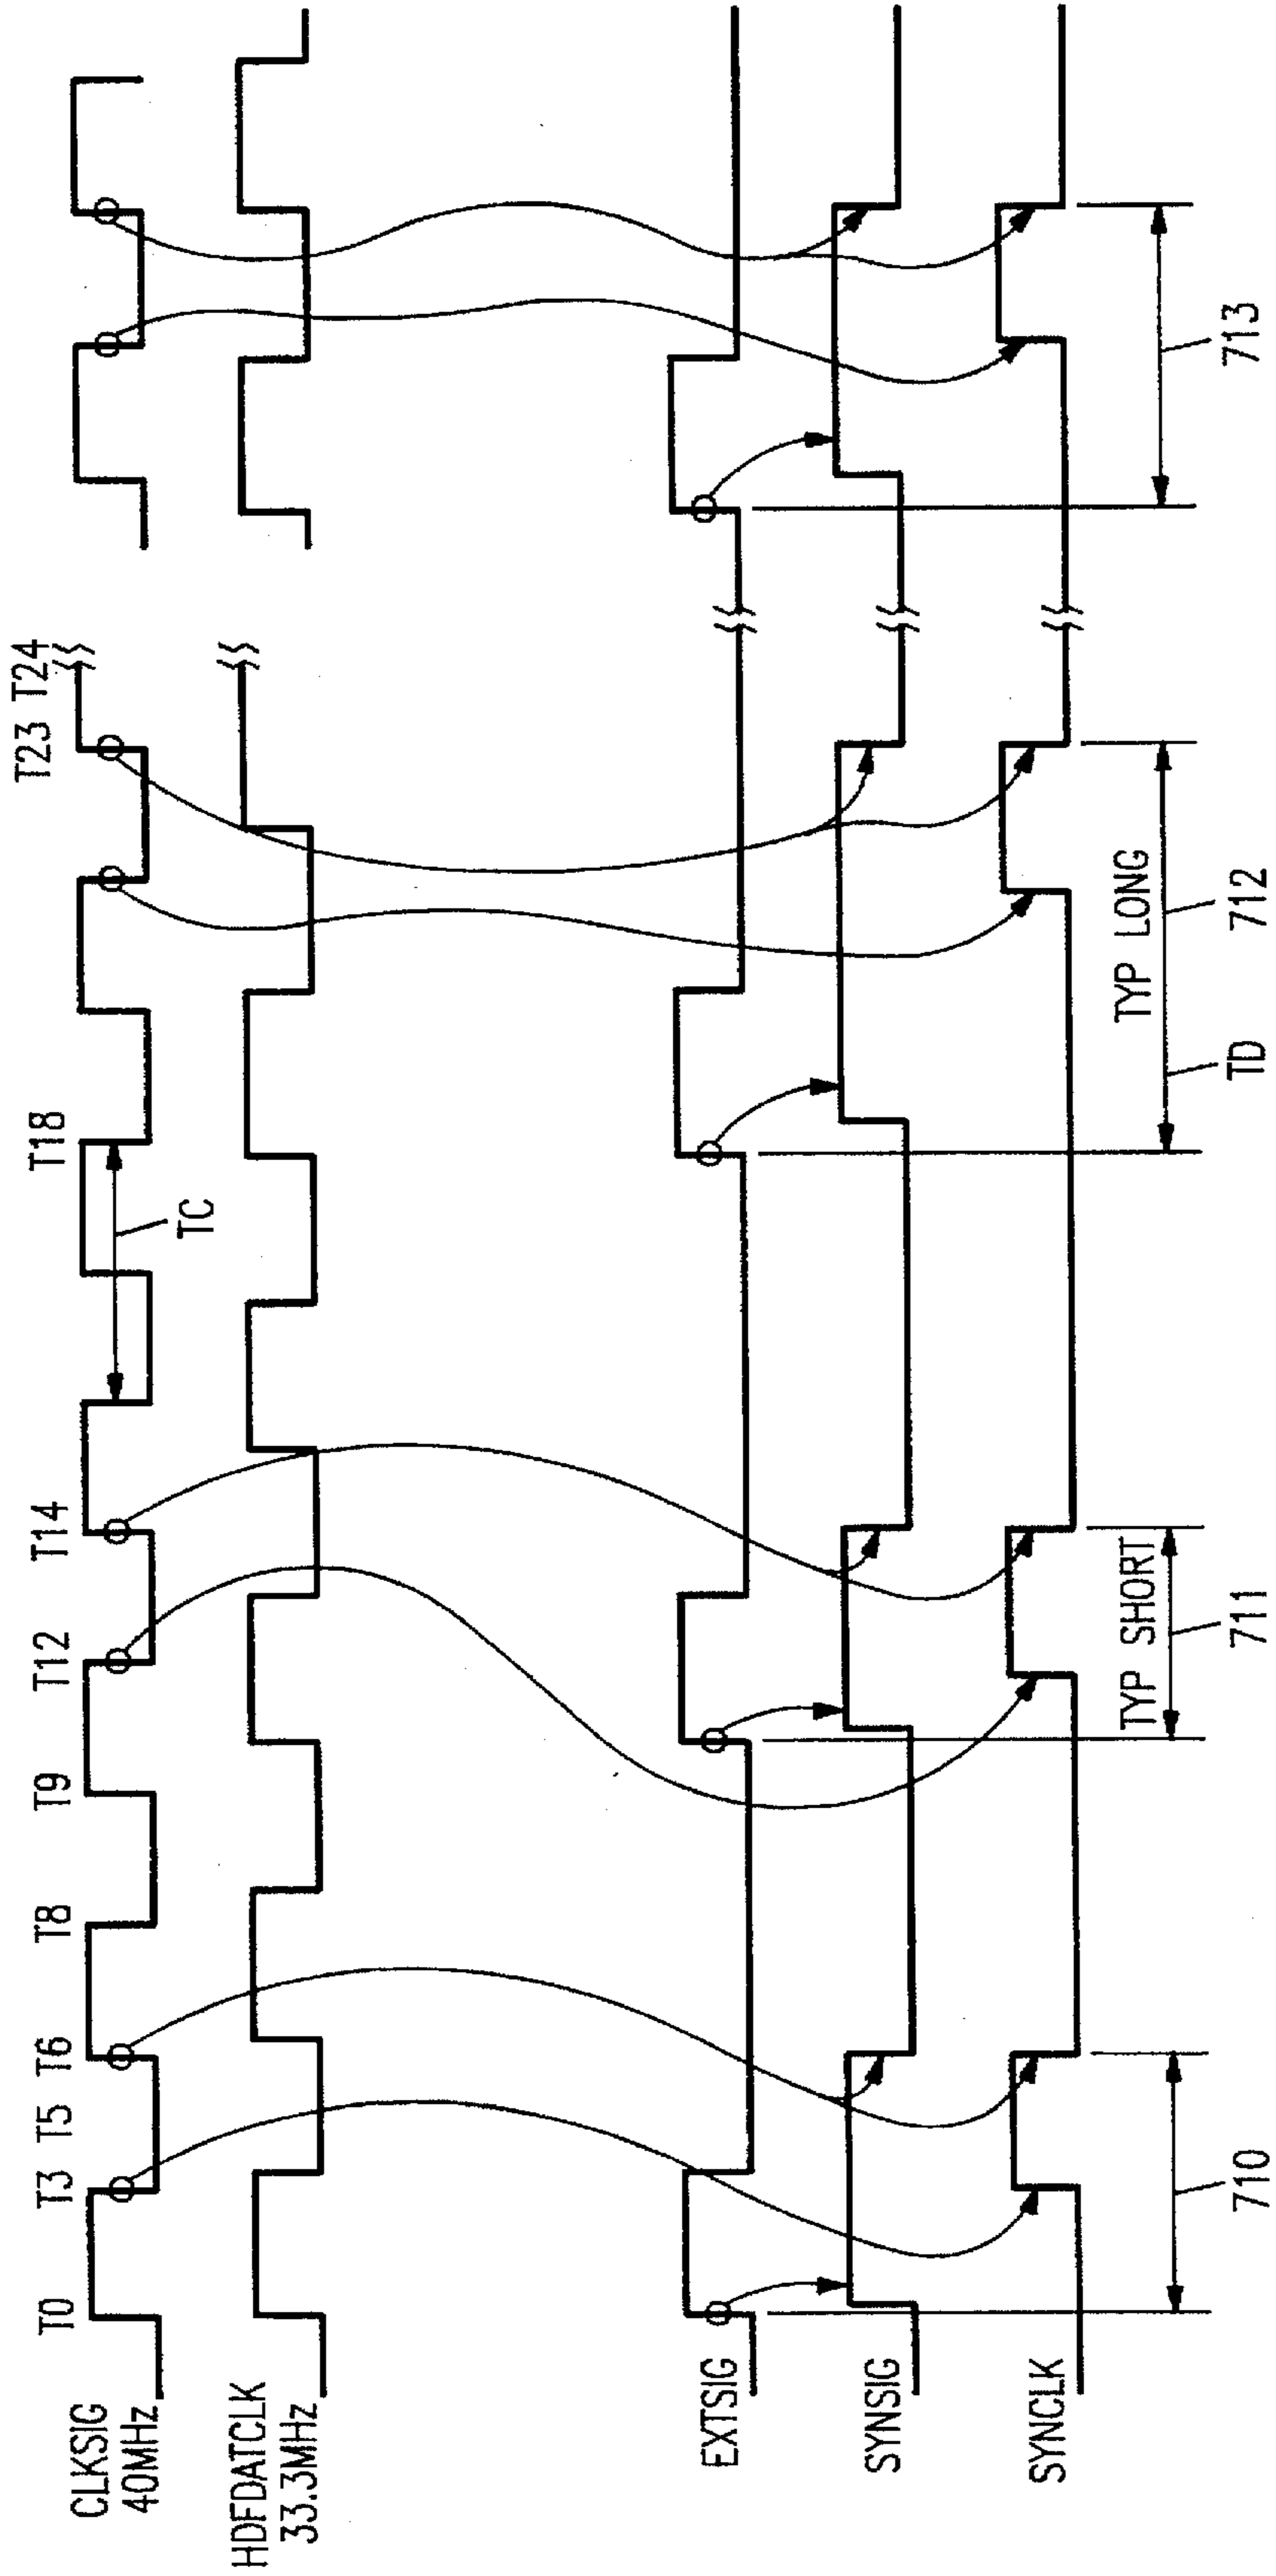 T0 T3 T5 T6 T8 T9 T12 T14 T18 T23 T24
CLKSIG
40MHz
TC
HDFDATCLK
33.3MHz
EXTSIG
SYNSIG
SYNCLK
TYP SHORT
TYP LONG
710
711
TD
712
713